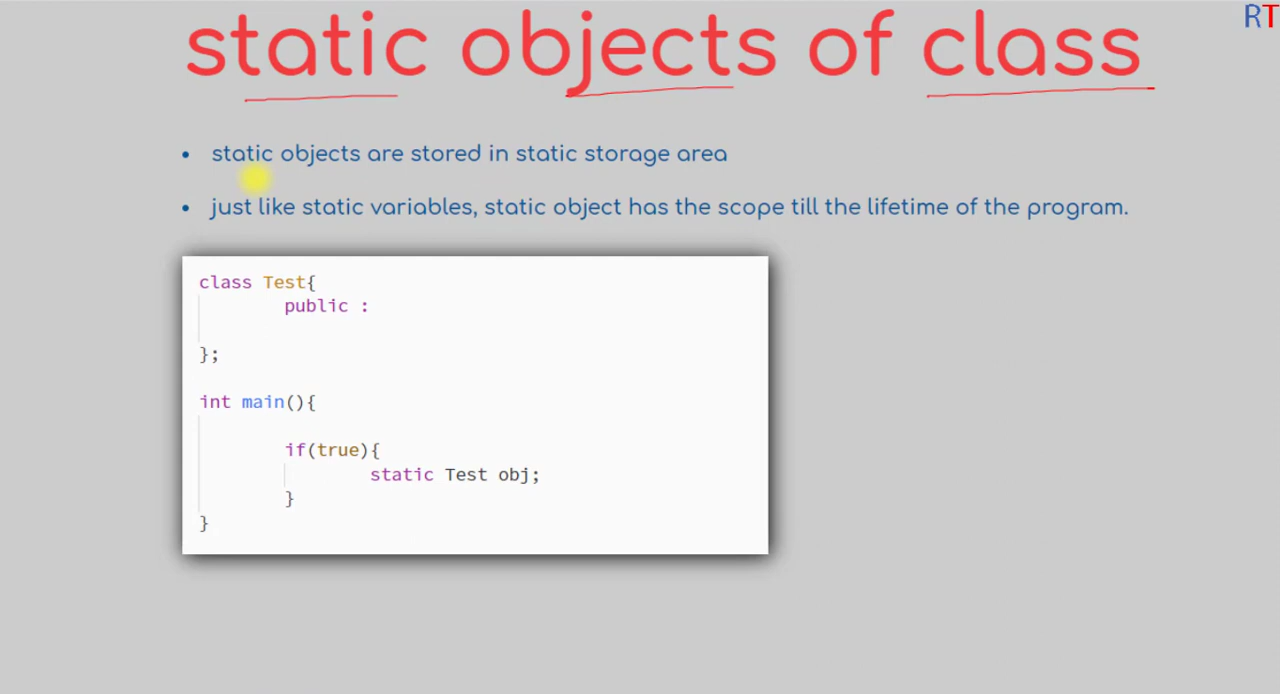 RT
static objects of class
• static objects are stored in static storage area
• just like static variables, static object has the scope till the lifetime of the program.
class Test{
public :
};
int main(){
if(true){
static Test obj;
}
}